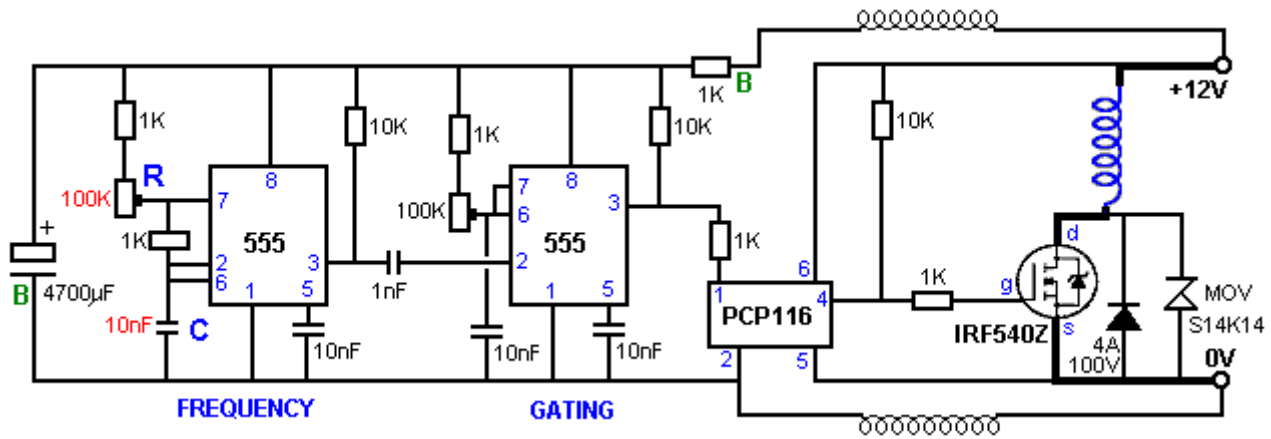 B
1K
+12V
1K
10K
1K
10K
10K
R
100K
8
7
1K
555
2
6
3
1
5
+
B
4700µF
10nF
C
10nF
1nF
100K
8
7
6
3
555
2
1
5
10nF
10nF
1K
1
6
4
PCP116
2
5
1K
d
g
s
IRF540Z
4A
100V
MOV
S14K14
0V
FREQUENCY
GATING